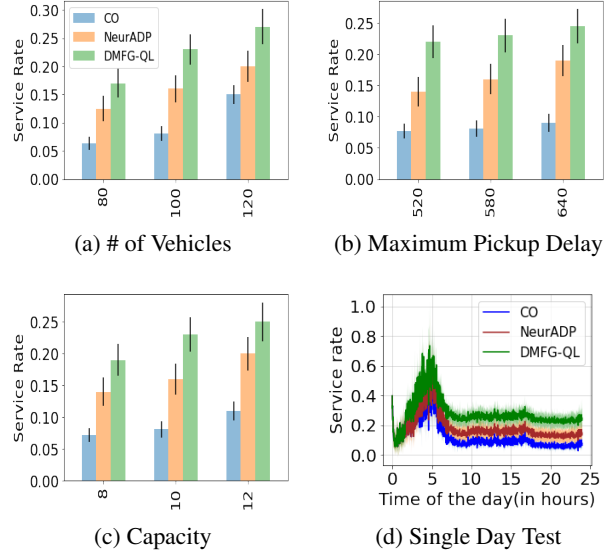 0.30
0.25
0.20
0.15
0.10
0.05
0.00
Service Rate
CO
NeurADP
DMFG-QL
80
100
120
(a) # of Vehicles
0.25
0.20
0.15
0.10
0.05
0.00
Service Rate
520
580
640
(b) Maximum Pickup Delay
0.25
0.20
0.15
0.10
0.05
0.00
Service Rate
8
10
12
(c) Capacity
1.0
0.8
0.6
0.4
0.2
0.0
Service rate
CO
NeurADP
DMFG-QL
0 5 10 15 20 25
Time of the day(in hours)
(d) Single Day Test